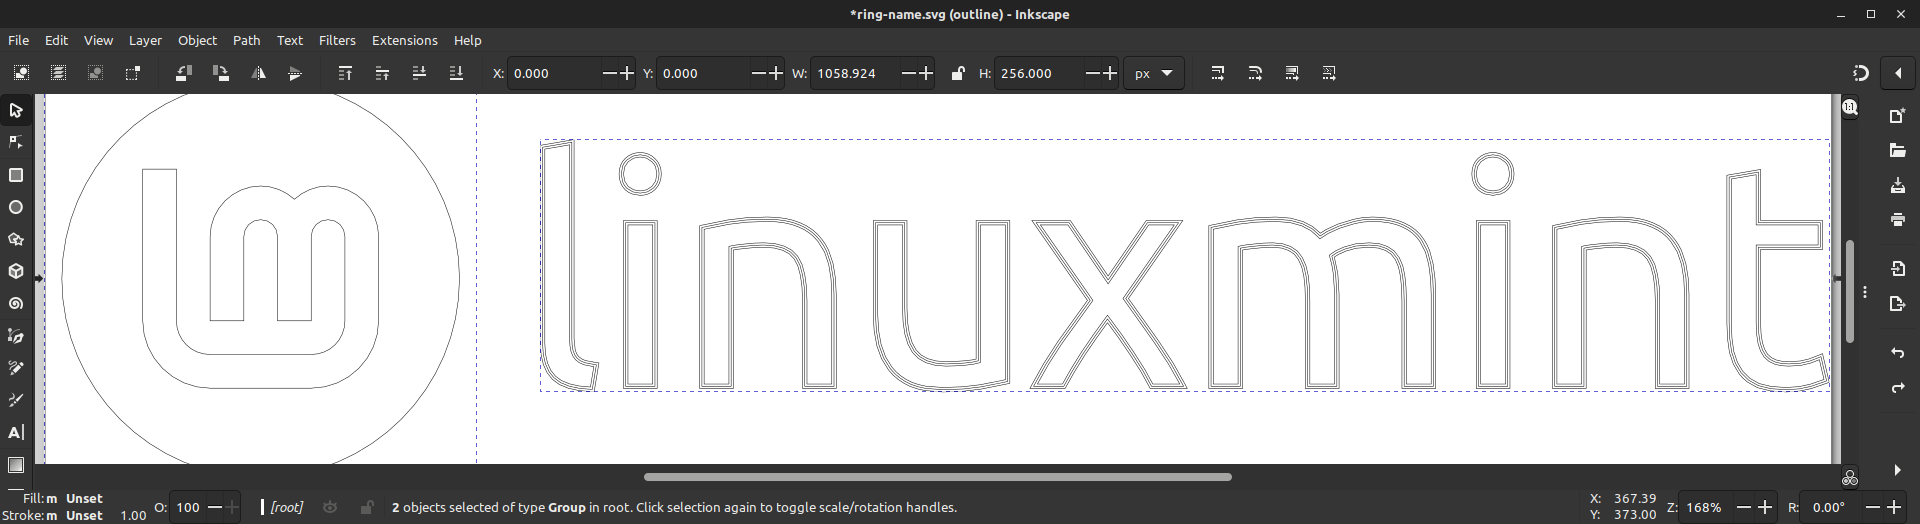 *ring-name.svg (outline) - Inkscape
File Edit View Layer Object Path Text Filters Extensions Help
X: 0.000 Y: 0.000 W: 1058.924 H: 256.000 px
1:1
linuxmint
A
Fill: m Unset
Stroke: m Unset 1.00
O: 100
[root]
2 objects selected of type Group in root. Click selection again to toggle scale/rotation handles.
X: 367.39
Y: 373.00
Z: 168%
R: 0.00°